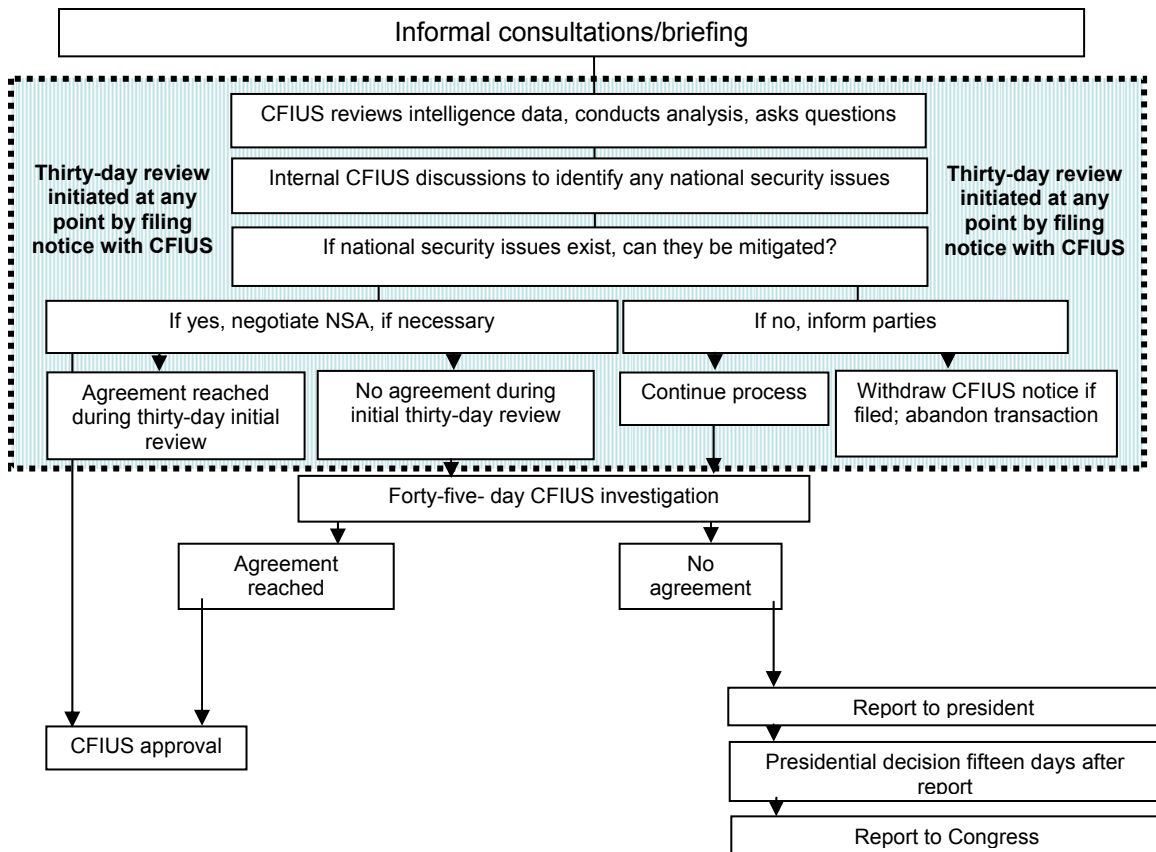 Informal consultations/briefing
CFIUS reviews intelligence data, conducts analysis, asks questions
Thirty-day review
initiated at any
point by filing
notice with CFIUS
Internal CFIUS discussions to identify any national security issues
Thirty-day review
initiated at any
point by filing
notice with CFIUS
If national security issues exist, can they be mitigated?
If yes, negotiate NSA, if necessary
If no, inform parties
Agreement reached
during thirty-day initial
review
No agreement during
initial thirty-day review
Continue process
Withdraw CFIUS notice if
filed; abandon transaction
Forty-five- day CFIUS investigation
Agreement
reached
No
agreement
Report to president
CFIUS approval
Presidential decision fifteen days after
report
Report to Congress